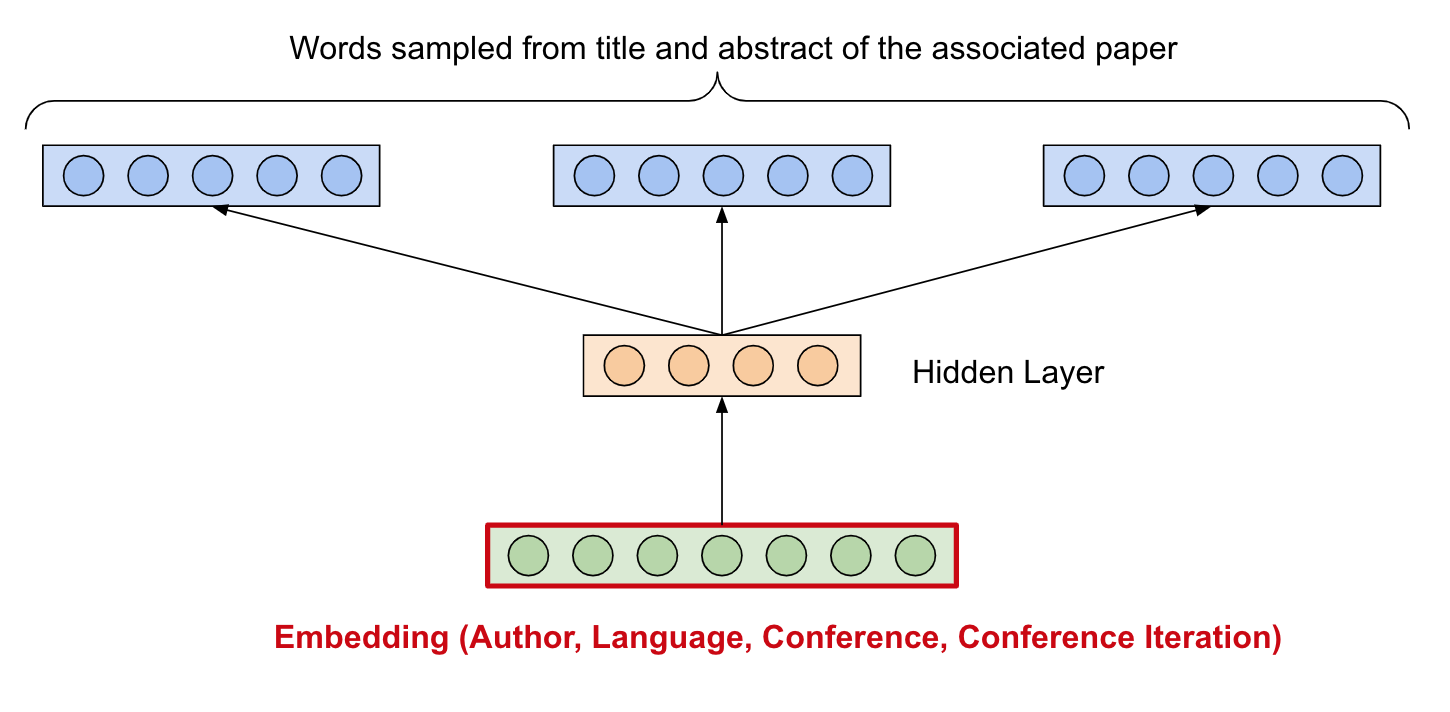 Words sampled from title and abstract of the associated paper
Hidden Layer
Embedding (Author, Language, Conference, Conference Iteration)